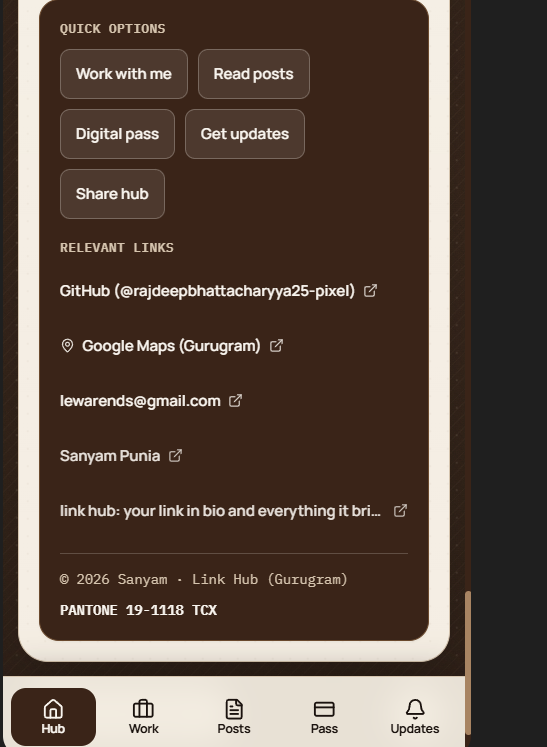 QUICK OPTIONS
Work with me
Read posts
Digital pass
Get updates
Share hub
RELEVANT LINKS
GitHub (@rajdeepbhattacharyya25-pixel)
Google Maps (Gurugram)
lewarends@gmail.com
Sanyam Punia
link hub: your link in bio and everything it bri...
© 2026 Sanyam · Link Hub (Gurugram)
PANTONE 19-1118 TCX
Hub
Work
Posts
Pass
Updates